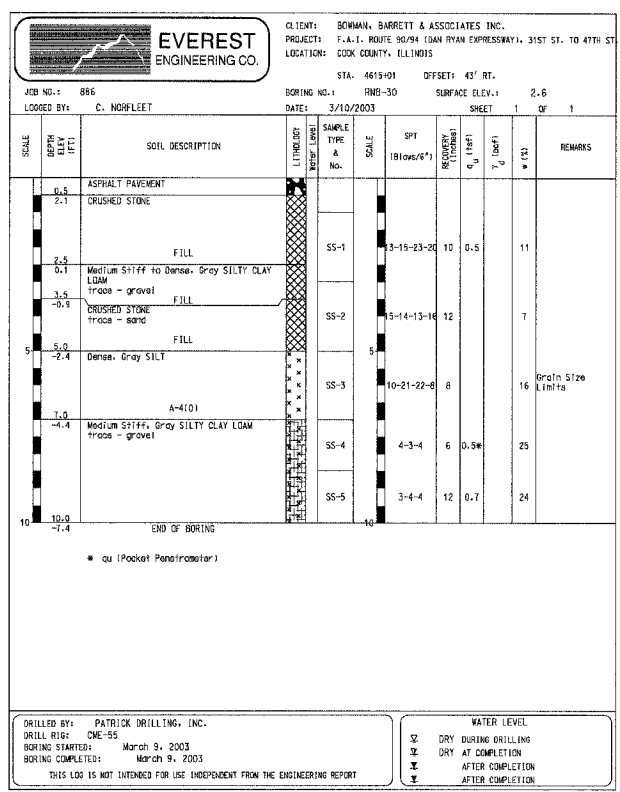 EVEREST
ENGINEERING CO.
CLIENT: BOWMAN, BARRETT & ASSOCIATES INC.
PROJECT: F.A.I. ROUTE 90/94 (DAN RYAN EXPRESSWAY), 31ST ST. TO 47TH ST
LOCATION: COOK COUNTY, ILLINOIS
STA. 4615+01 OFFSET: 43' RT.
JOB NO.: 886 BORING NO.: RNB-30 SURFACE ELEV.: 2.6
LOGGED BY: C. NORFLEET DATE: 3/10/2003 SHEET 1 OF 1
SCALE DEPTH ELEV (FT) SOIL DESCRIPTION LITHOLOGY Water Level SAMPLE TYPE & No. SCALE SPT (Blows/6") RECOVERY (inches) qu (tsf) Yd (pcf) w (%) REMARKS
ASPHALT PAVEMENT
0.5
2.1 CRUSHED STONE
FILL SS-1 13-15-23-20 10 0.5 11
2.5
0.1 Medium Stiff to Dense, Gray SILTY CLAY
LOAM
trace - gravel
3.5 FILL
-0.9 CRUSHED STONE
trace - sand SS-2 15-14-13-16 12 7
FILL
5 5.0 5
-2.4 Dense, Gray SILT
SS-3 10-21-22-8 8 16 Grain Size
Limits
A-4(0)
7.0
-4.4 Medium Stiff, Gray SILTY CLAY LOAM
trace - gravel
SS-4 4-3-4 6 0.5* 25
SS-5 3-4-4 12 0.7 24
10 10.0 10
-7.4 END OF BORING
* qu (Pocket Penetrometer)
DRILLED BY: PATRICK DRILLING, INC.
DRILL RIG: CME-55
BORING STARTED: March 9, 2003
BORING COMPLETED: March 9, 2003
THIS LOG IS NOT INTENDED FOR USE INDEPENDENT FROM THE ENGINEERING REPORT
WATER LEVEL
DRY DURING DRILLING
DRY AT COMPLETION
AFTER COMPLETION
AFTER COMPLETION